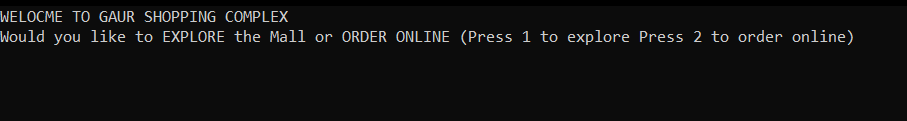 WELOCME TO GAUR SHOPPING COMPLEX
Would you like to EXPLORE the Mall or ORDER ONLINE (Press 1 to explore Press 2 to order online)